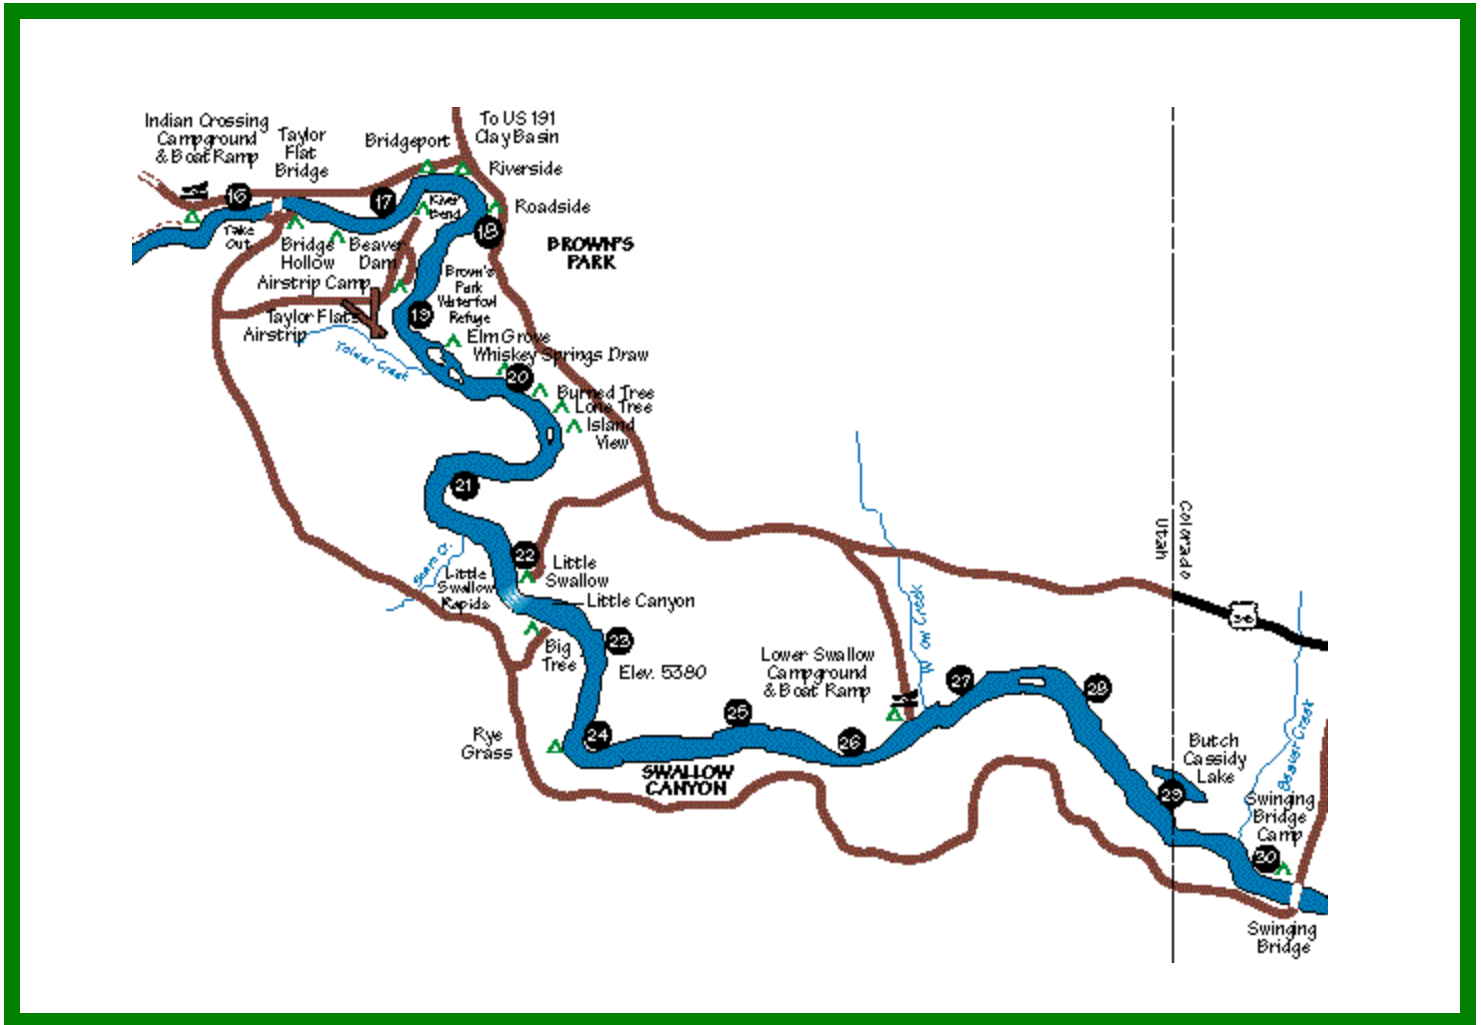 Indian Crossing
Campground
& Boat Ramp
Taylor
Flat
Bridge
Bridgeport
To US 191
Clay Basin
Riverside
Roadside
16
17
18
River
Bend
Take
Out
Bridge
Hollow
Beaver
Dam
BROWN'S
PARK
Airstrip Camp
Brown's
Park
Waterfowl
Refuge
Taylor Flats
Airstrip
19
Elm Grove
Whiskey Springs Draw
Creek
20
Burned Tree
Lone Tree
Island
View
21
22
Little
Swallow
Little
Swallow
Rapids
Little Canyon
Big
Tree
23
Elev. 5380
Rye
Grass
24
25
26
SWALLOW
CANYON
Lower Swallow
Campground
& Boat Ramp
Creek
27
28
Utah
Colorado
Butch
Cassidy
Lake
29
Beaver Creek
Swinging
Bridge
Camp
30
Swinging
Bridge